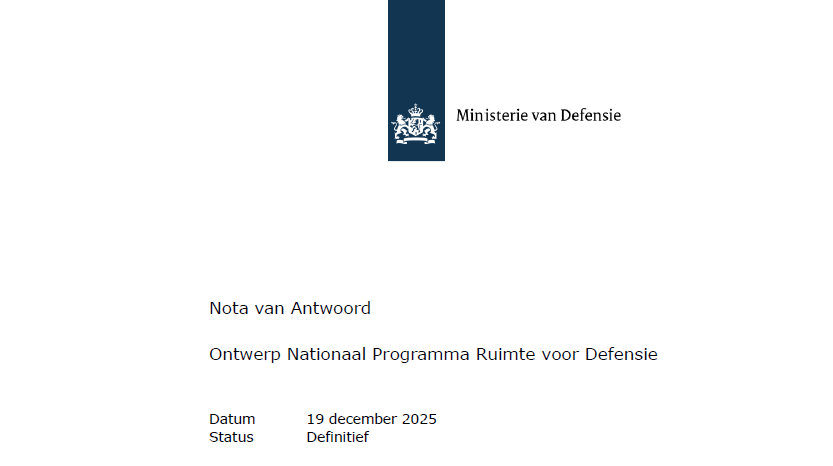 Ministerie van Defensie
Nota van Antwoord
Ontwerp Nationaal Programma Ruimte voor Defensie
Datum 19 december 2025
Status Definitief